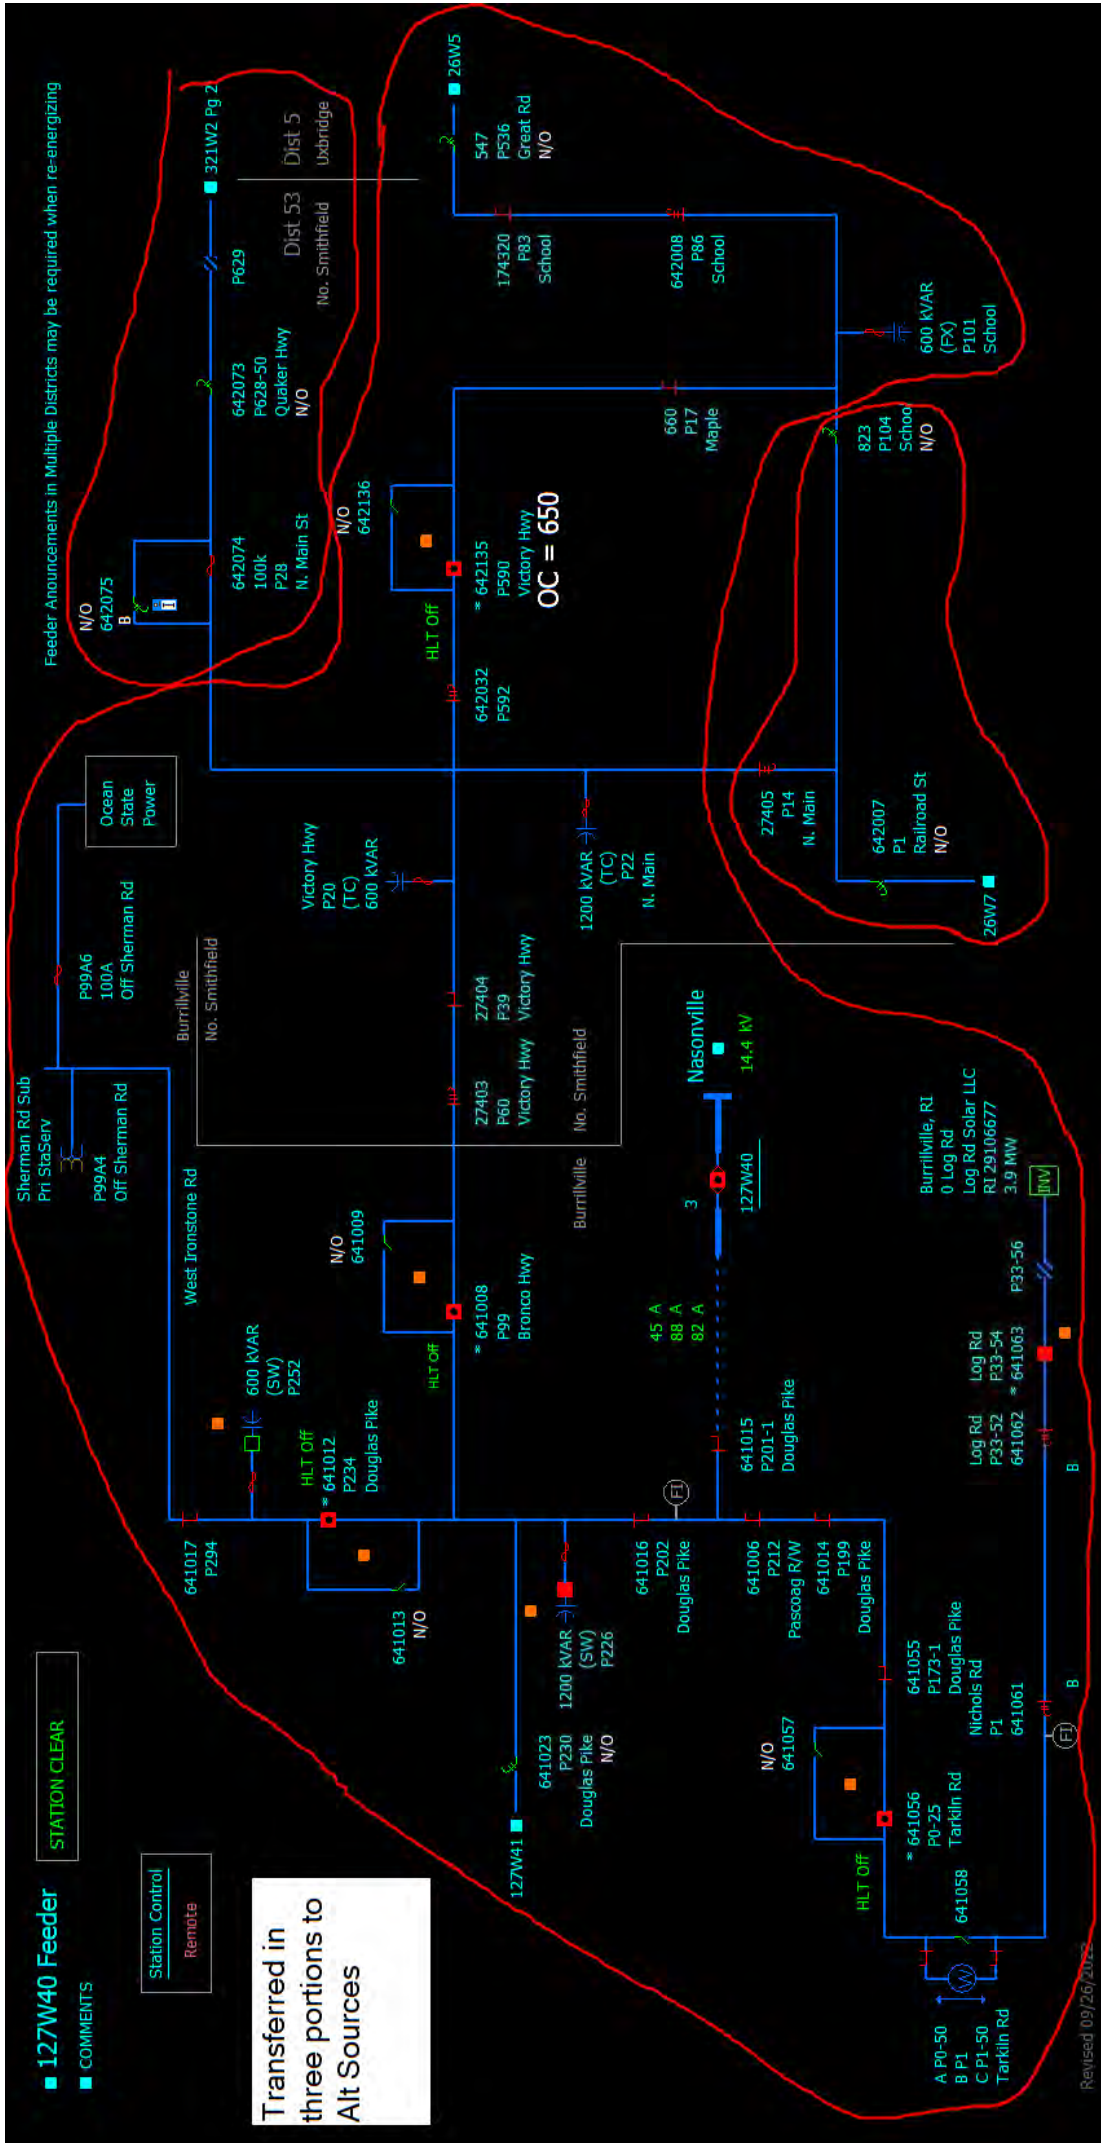 127W40 Feeder
COMMENTS
STATION CLEAR
Station Control
Remote
Transferred in
three portions to
Alt Sources
Feeder Anouncements in Multiple Districts may be required when re-energizing
Sherman Rd Sub
Pri StaServ
P99A4
Off Sherman Rd
P99A6
100A
Off Sherman Rd
Ocean
State
Power
West Ironstone Rd
Burrillville
No. Smithfield
N/O
642075
B
I
642074
100k
P28
N. Main St
642073
P628-50
Quaker Hwy
N/O
P629
321W2 Pg 2
Dist 53
No. Smithfield
Dist 5
Uxbridge
641017
P294
600 kVAR
(SW)
P252
HLT Off
* 641012
P234
Douglas Pike
641013
N/O
N/O
641009
HLT Off
* 641008
P99
Bronco Hwy
27403
P60
Victory Hwy
27404
P39
Victory Hwy
Victory Hwy
P20
(TC)
600 kVAR
642032
P592
HLT Off
N/O
642136
* 642135
P590
Victory Hwy
OC = 650
26W5
547
P536
Great Rd
N/O
174320
P83
School
642008
P86
School
660
P17
Maple
600 kVAR
(FX)
P101
School
823
P104
School
N/O
1200 kVAR
(TC)
P22
N. Main
27405
P14
N. Main
642007
P1
Railroad St
N/O
26W7
Burrillville
No. Smithfield
127W41
641023
P230
Douglas Pike
N/O
1200 kVAR
(SW)
P226
641016
P202
Douglas Pike
FI
45 A
88 A
82 A
641015
P201-1
Douglas Pike
3
127W40
Nasonville
14.4 kV
641006
P212
Pascoag R/W
641014
P199
Douglas Pike
641055
P173-1
Douglas Pike
N/O
641057
HLT Off
* 641056
P0-25
Tarkiln Rd
641058
W
A P0-50
B P1
C P1-50
Tarkiln Rd
Nichols Rd
P1
641061
B
FI
Log Rd
P33-52
641062
B
Log Rd
P33-54
* 641063
P33-56
Burrillville, RI
0 Log Rd
Log Rd Solar LLC
RI 29106677
3.9 MW
INV
Revised 09/26/2022